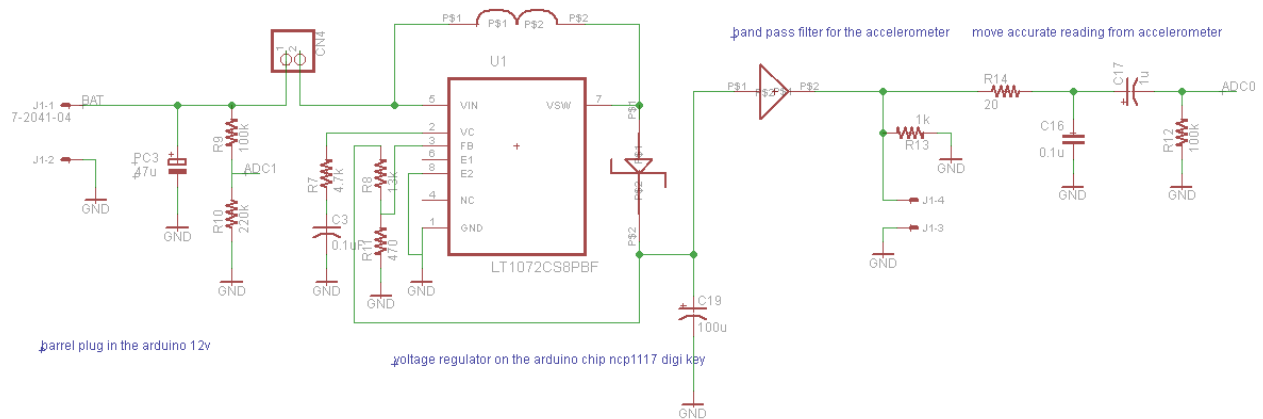 P$1
P$1
P$2
P$2
band pass filter for the accelerometer
move accurate reading from accelerometer
CN4
1
2
U1
C17
1u
J1-1
BAT
7-2041-04
5
VIN
VSW
7
P$1
P$1
P$2
P$1
P$2
R14
20
ADC0
R9
100k
2
VC
3
FB
6
E1
8
E2
4
NC
1
GND
1k
R13
C16
0.1u
R12
100k
J1-2
PC3
47u
ADC1
R7
4.7k
R8
13k
P$1
P$2
GND
GND
GND
GND
R10
220k
C3
0.1uF
R11
470
P$2
J1-4
J1-3
GND
GND
LT1072CS8PBF
GND
GND
GND
GND
GND
C19
100u
barrel plug in the arduino 12v
voltage regulator on the arduino chip ncp1117 digi key
GND